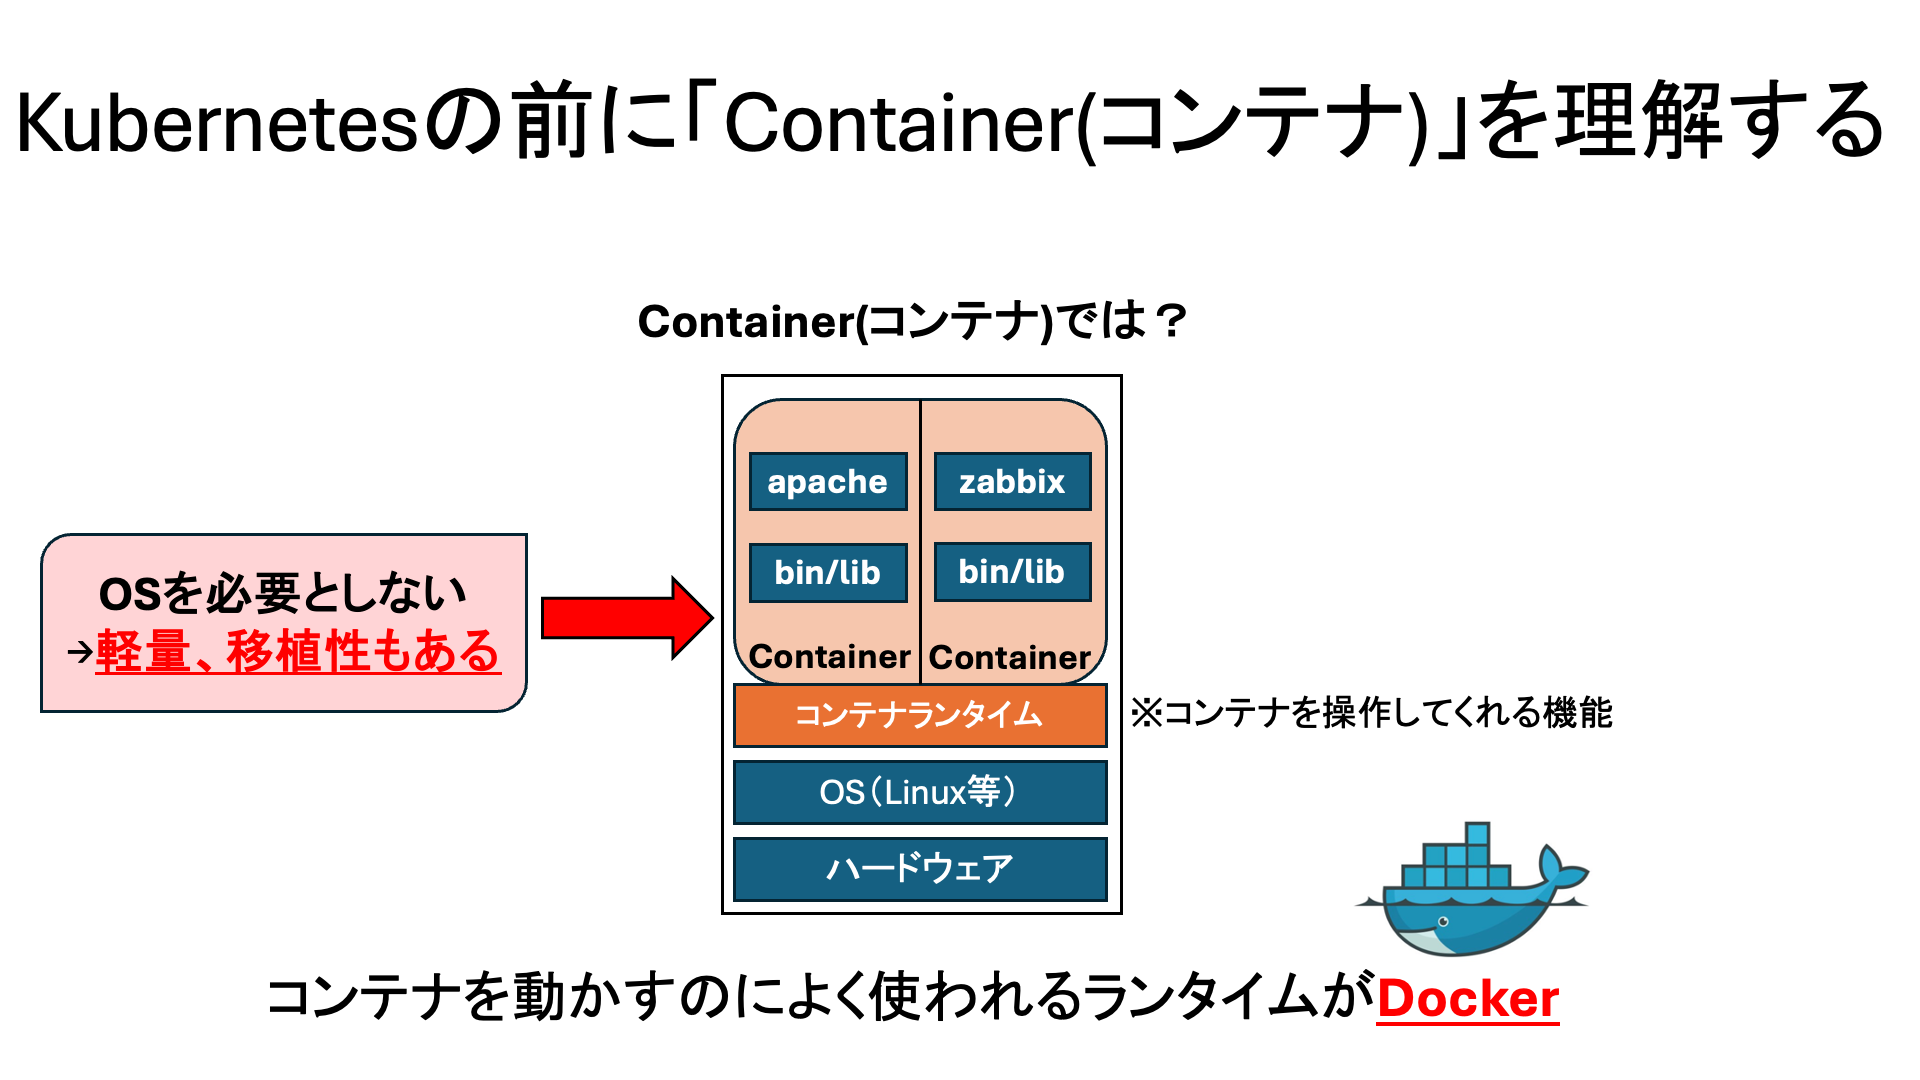 Kubernetesの前に「Container(コンテナ)」を理解する
Container(コンテナ)では？
apache
zabbix
bin/lib
bin/lib
Container
Container
OSを必要としない
→軽量、移植性もある
コンテナランタイム
※コンテナを操作してくれる機能
OS（Linux等）
ハードウェア
コンテナを動かすのによく使われるランタイムがDocker